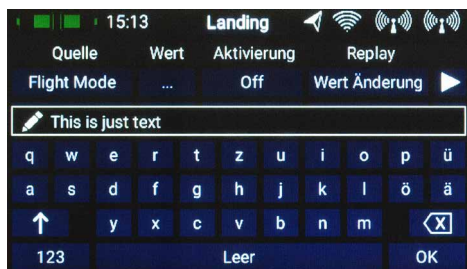 15:13 Landing
Quelle Wert Aktivierung Replay
Flight Mode ... Off Wert Änderung
This is just text
q w e r t z u i o p ü
a s d f g h j k l ö ä
y x c v b n m
123 Leer OK